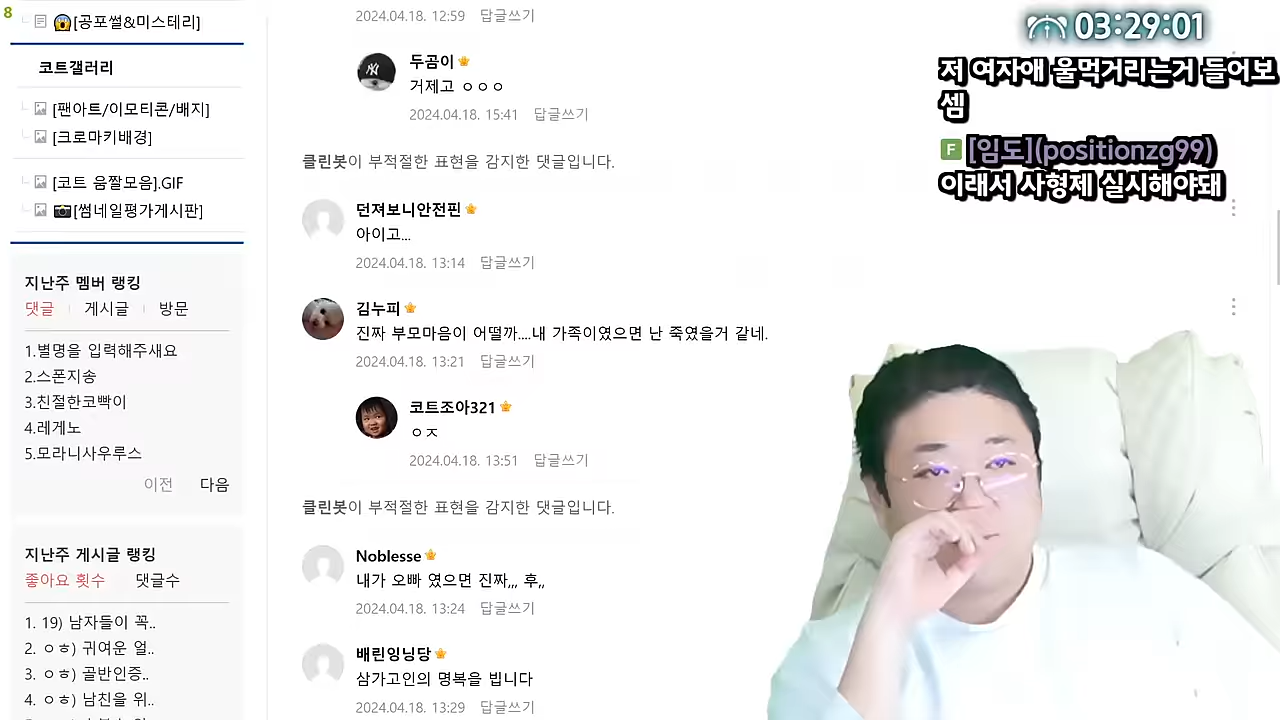 8
😱[공포썰&미스테리]
코트갤러리
[팬아트/이모티콘/배지]
[크로마키배경]
[코트 음짤모음].GIF
📷[썸네일평가게시판]
지난주 멤버 랭킹
댓글 게시글 방문
1.별명을 입력해주새요
2.스폰지송
3.친절한코빡이
4.레게노
5.모라니사우루스
이전 다음
지난주 게시글 랭킹
좋아요 횟수 댓글수
1. 19) 남자들이 꼭..
2. ㅇㅎ) 귀여운 얼..
3. ㅇㅎ) 골반인증..
4. ㅇㅎ) 남친을 위..
2024.04.18. 12:59 답글쓰기
두곰이
거제고 ㅇㅇㅇ
2024.04.18. 15:41 답글쓰기
클린봇이 부적절한 표현을 감지한 댓글입니다.
던져보니안전핀
아이고...
2024.04.18. 13:14 답글쓰기
김누피
진짜 부모마음이 어떨까....내 가족이였으면 난 죽였을거 같네.
2024.04.18. 13:21 답글쓰기
코트조아321
ㅇㅈ
2024.04.18. 13:51 답글쓰기
클린봇이 부적절한 표현을 감지한 댓글입니다.
Noblesse
내가 오빠 였으면 진짜,,, 후,,
2024.04.18. 13:24 답글쓰기
배린잉닝당
삼가고인의 명복을 빕니다
2024.04.18. 13:29 답글쓰기
03:29:01
저 여자애 울먹거리는거 들어보
셈
F [임도](positionzg99)
이래서 사형제 실시해야돼